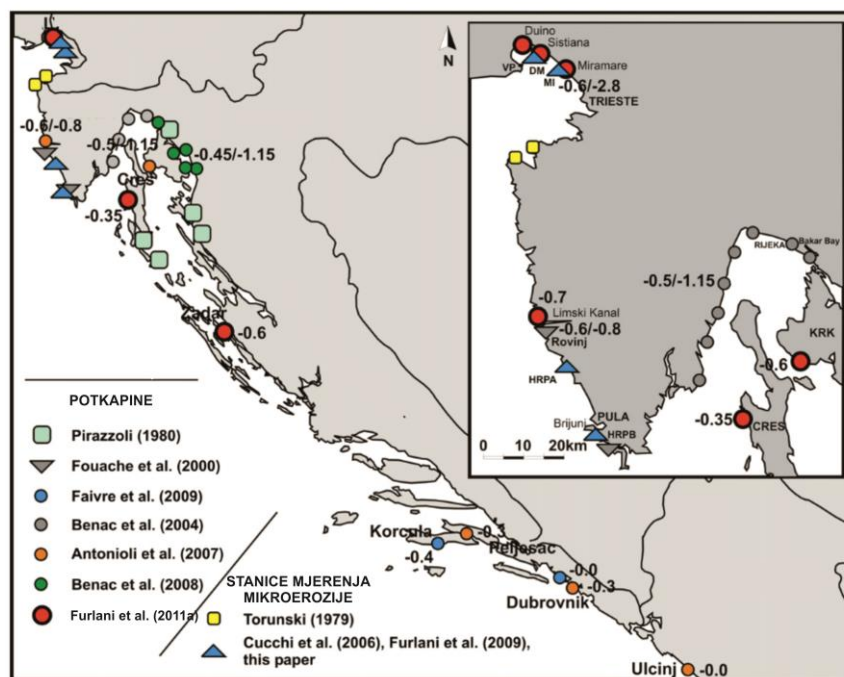 N
-0.6/-0.8
-0.5/-1.15
-0.45/-1.15
Cres
-0.35
Zadar
-0.6
Korcula
-0.3
-0.4
Peljesac
-0.0
-0.3
Dubrovnik
Ulcinj
-0.0
POTKAPINE
Pirazzoli (1980)
Fouache et al. (2000)
Faivre et al. (2009)
Benac et al. (2004)
Antonioli et al. (2007)
Benac et al. (2008)
Furlani et al. (2011a)
STANICE MJERENJA
MIKROEROZIJE
Torunski (1979)
Cucchi et al. (2006), Furlani et al. (2009),
this paper
Duino
Sistiana
VP
DM
Miramare
MI
-0.6/-2.8
TRIESTE
RIJEKA
Bakar Bay
-0.5/-1.15
-0.7
Limski Kanal
-0.6/-0.8
Rovinj
KRK
-0.6
HRPA
-0.35
CRES
PULA
Brijunj
HRPB
0 10 20km